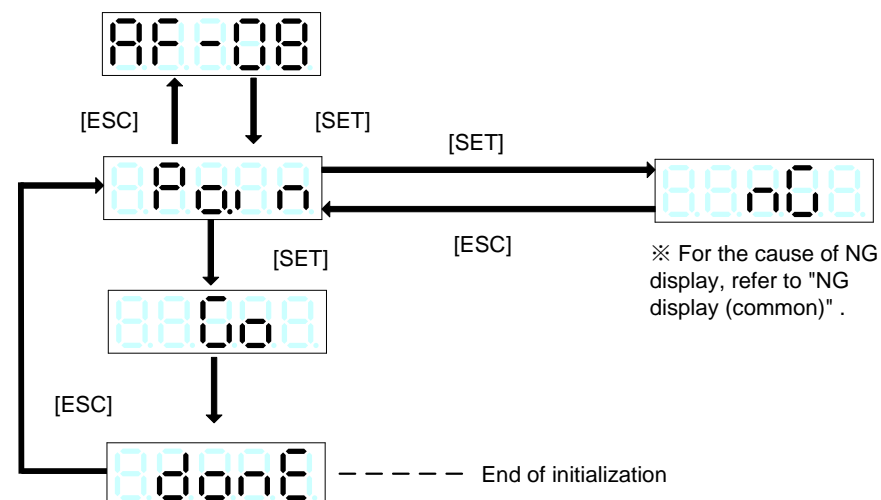 AF-08
[ESC]
[SET]
[SET]
Po.in
nG
[ESC]
[SET]
※ For the cause of NG
display, refer to "NG
display (common)" .
Go
[ESC]
donE
End of initialization